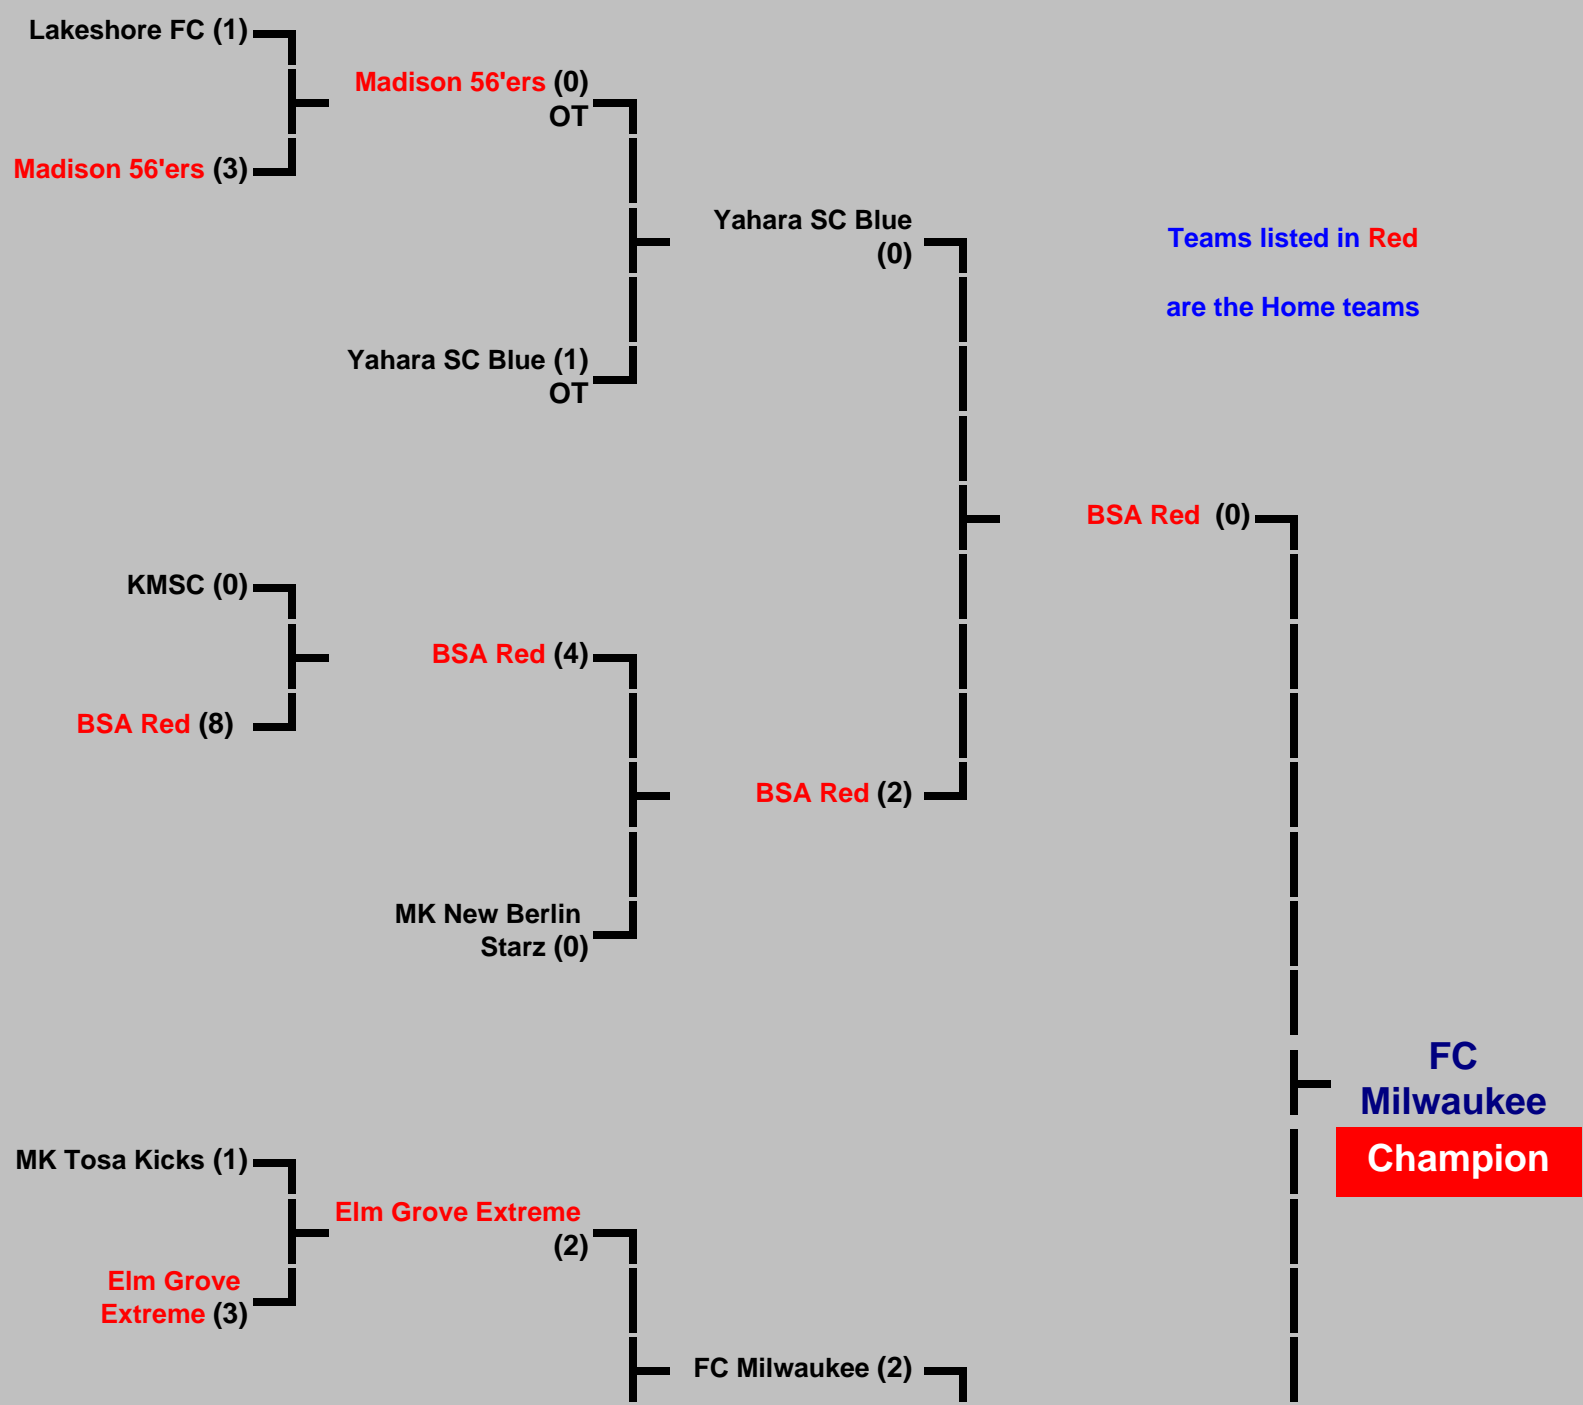 Lakeshore FC (1)
Madison 56'ers (0)
OT
Madison 56'ers (3)
Yahara SC Blue
(0)
Teams listed in Red
are the Home teams
Yahara SC Blue (1)
OT
BSA Red (0)
KMSC (0)
BSA Red (4)
BSA Red (8)
BSA Red (2)
MK New Berlin
Starz (0)
FC
Milwaukee
Champion
MK Tosa Kicks (1)
Elm Grove Extreme
(2)
Elm Grove
Extreme (3)
FC Milwaukee (2)